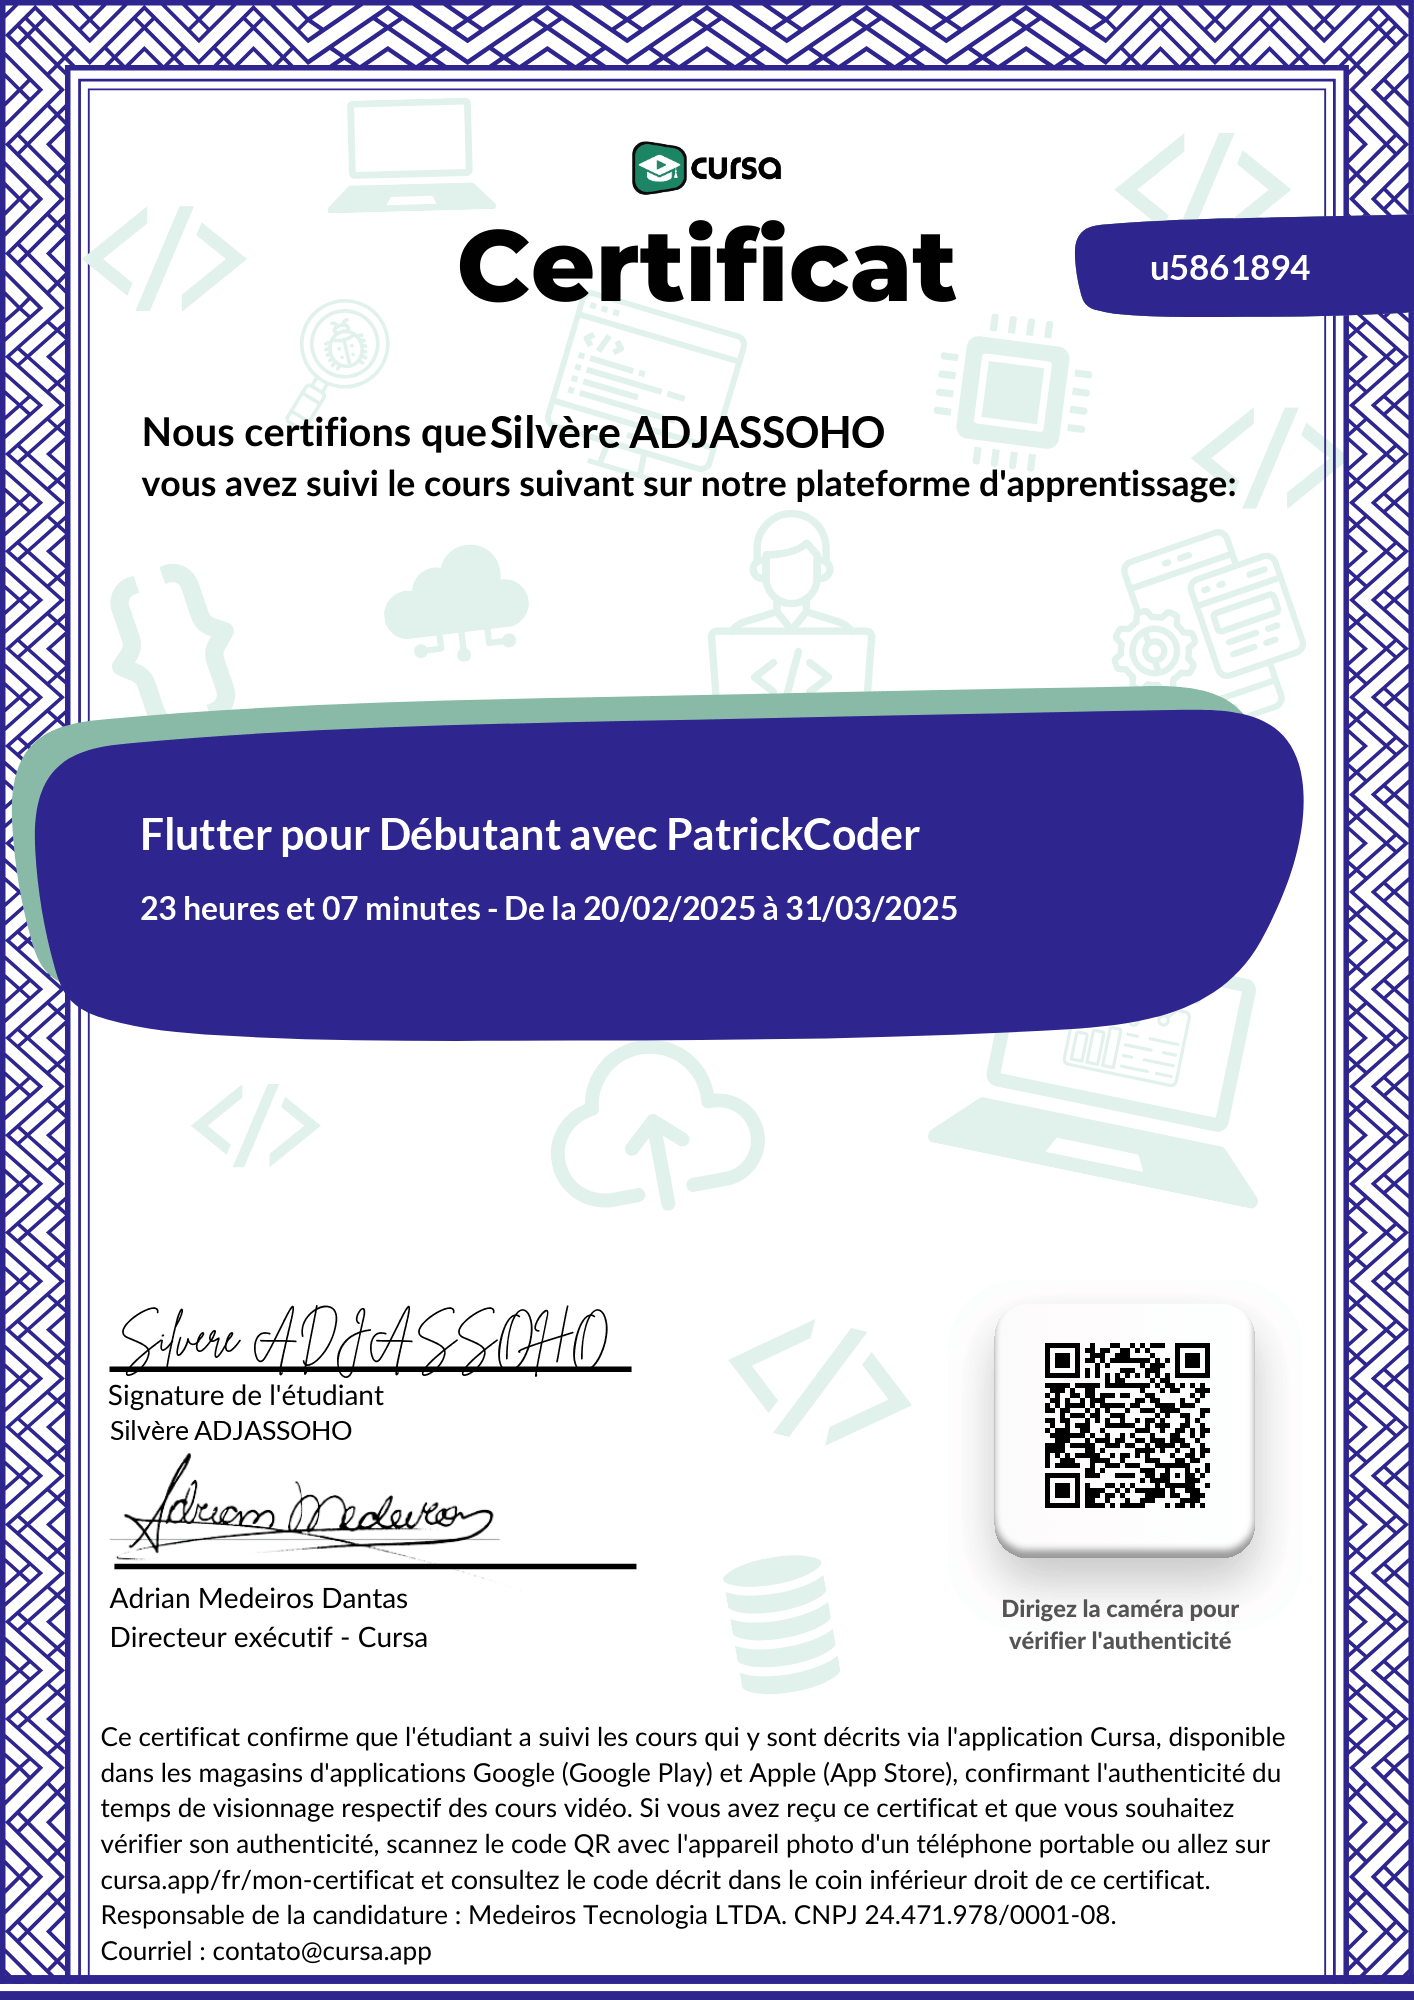 cursa
Certificat
u5861894
Nous certifions que Silvère ADJASSOHO
vous avez suivi le cours suivant sur notre plateforme d'apprentissage:
Flutter pour Débutant avec PatrickCoder
23 heures et 07 minutes - De la 20/02/2025 à 31/03/2025
Silvere ADJASSOHO
Signature de l'étudiant
Silvère ADJASSOHO
Adrian Medeiros
Adrian Medeiros Dantas
Directeur exécutif - Cursa
Dirigez la caméra pour
vérifier l'authenticité
Ce certificat confirme que l'étudiant a suivi les cours qui y sont décrits via l'application Cursa, disponible
dans les magasins d'applications Google (Google Play) et Apple (App Store), confirmant l'authenticité du
temps de visionnage respectif des cours vidéo. Si vous avez reçu ce certificat et que vous souhaitez
vérifier son authenticité, scannez le code QR avec l'appareil photo d'un téléphone portable ou allez sur
cursa.app/fr/mon-certificat et consultez le code décrit dans le coin inférieur droit de ce certificat.
Responsable de la candidature : Medeiros Tecnologia LTDA. CNPJ 24.471.978/0001-08.
Courriel : contato@cursa.app